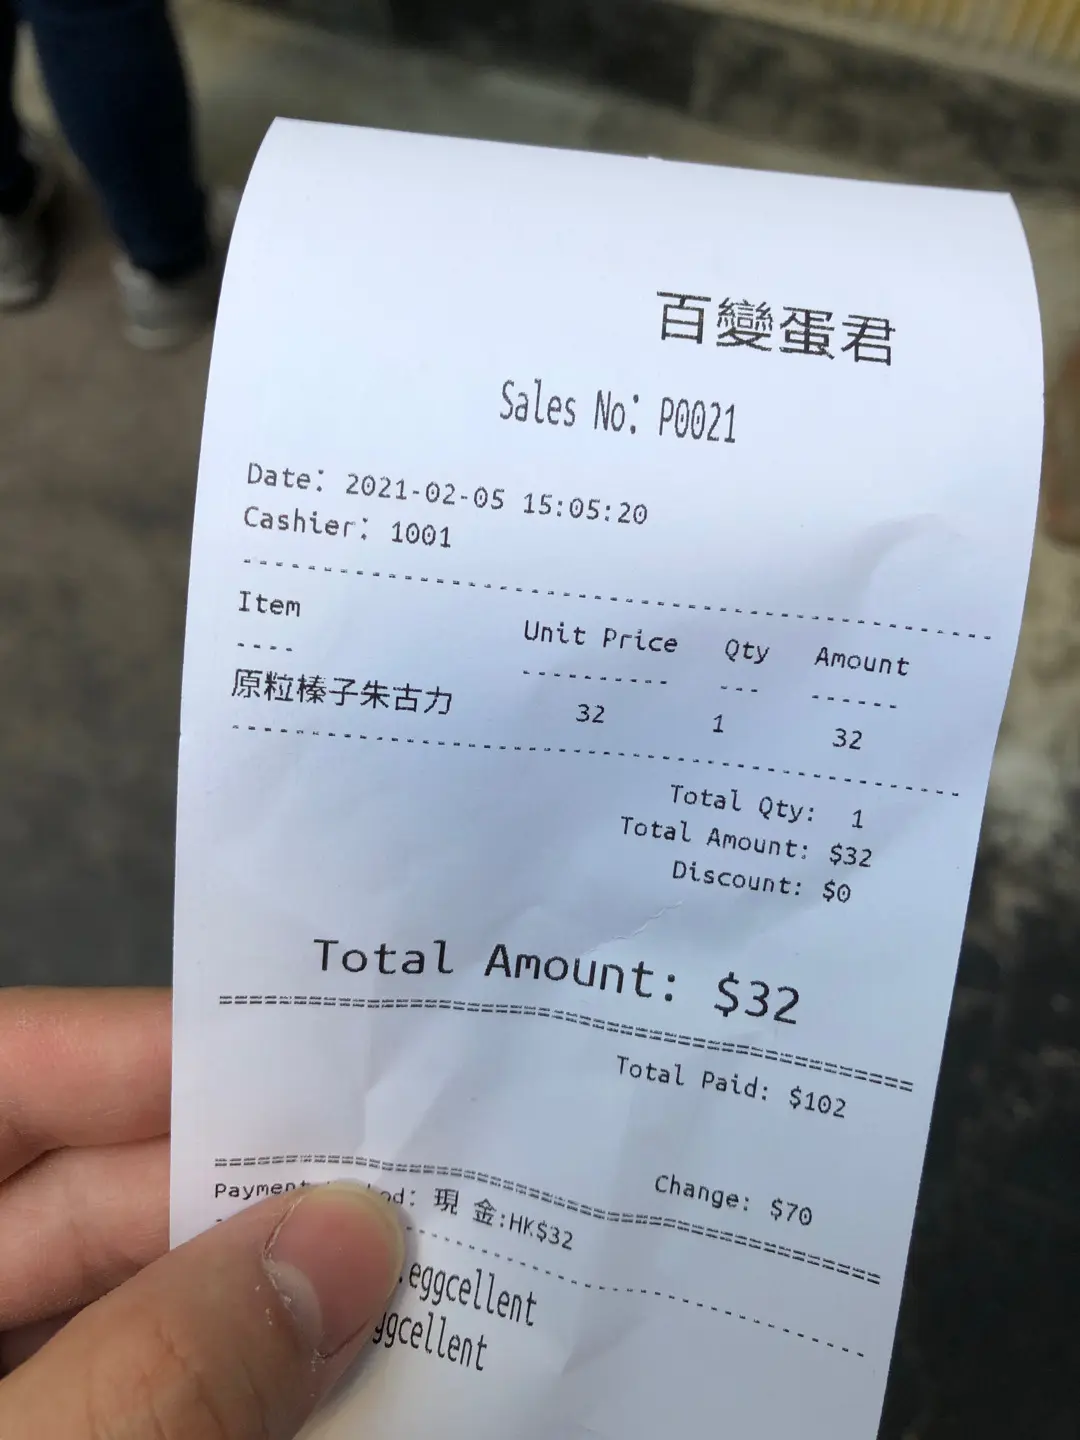 百變蛋君
Sales No: P0021
Date: 2021-02-05 15:05:20
Cashier: 1001
Item Unit Price Qty Amount
原粒榛子朱古力 32 1 32
Total Qty: 1
Total Amount: $32
Discount: $0
Total Amount: $32
Total Paid: $102
Change: $70
現 金:HK$32
.eggcellent